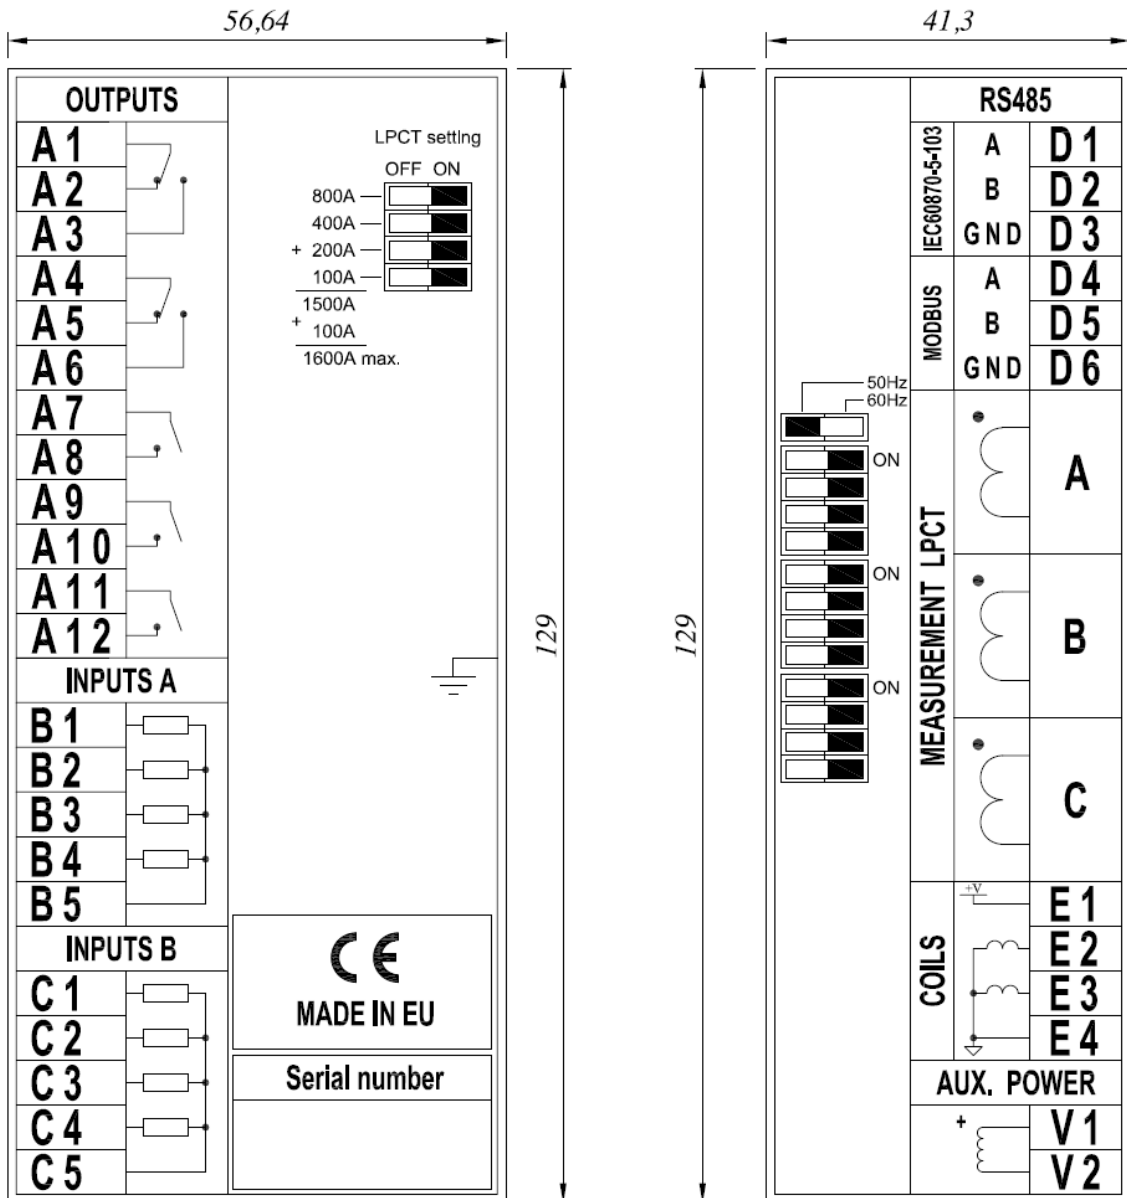 56,64
OUTPUTS
A1
A2
A3
A4
A5
A6
A7
A8
A9
A10
A11
A12
INPUTS A
B1
B2
B3
B4
B5
INPUTS B
C1
C2
C3
C4
C5
LPCT setting
OFF ON
800A
400A
+ 200A
100A
1500A
+ 100A
1600A max.
CE
MADE IN EU
Serial number
129
41,3
129
RS485
IEC60870-5-103
A D1
B D2
GND D3
MODBUS
A D4
B D5
GND D6
50Hz
60Hz
ON
ON
ON
MEASUREMENT LPCT
A
B
C
COILS
+V
E1
E2
E3
E4
AUX. POWER
+
V1
V2